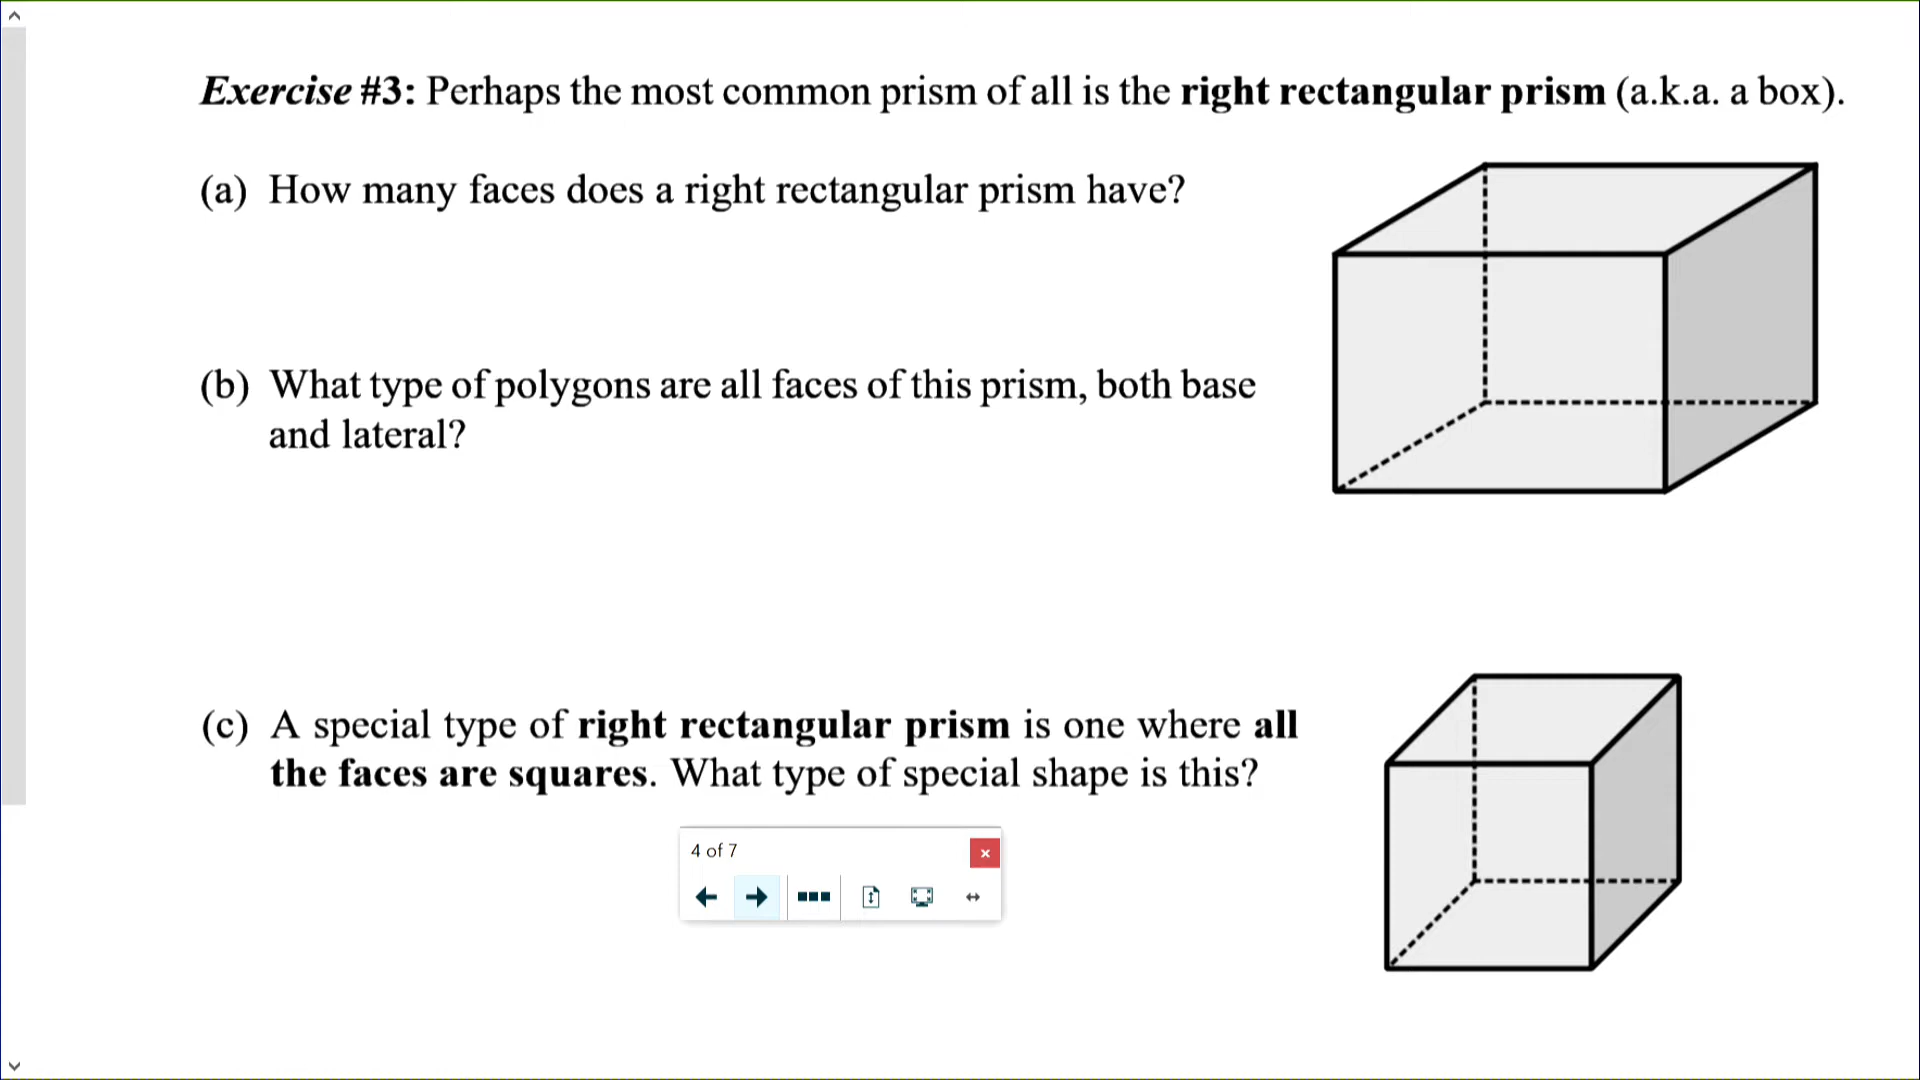 Exercise #3: Perhaps the most common prism of all is the right rectangular prism (a.k.a. a box).
(a) How many faces does a right rectangular prism have?
(b) What type of polygons are all faces of this prism, both base
and lateral?
(c) A special type of right rectangular prism is one where all
the faces are squares. What type of special shape is this?
4 of 7